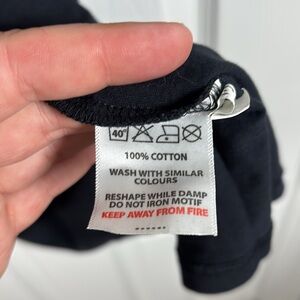 40°
100% COTTON
WASH WITH SIMILAR
COLOURS
RESHAPE WHILE DAMP
DO NOT IRON MOTIF
KEEP AWAY FROM FIRE